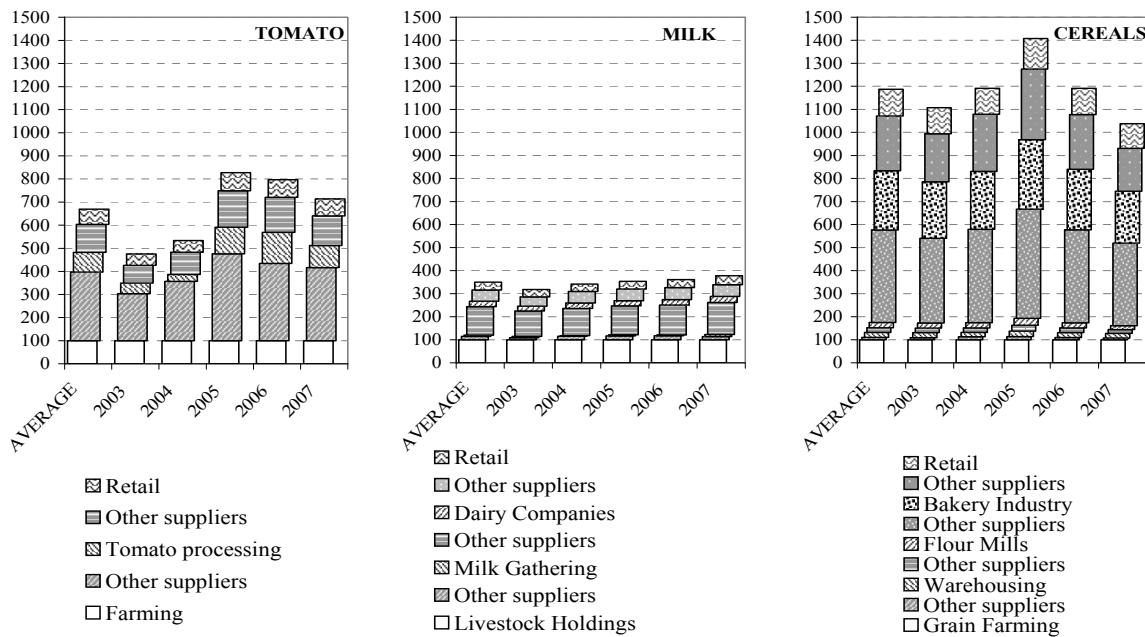 TOMATO
1500
1400
1300
1200
1100
1000
900
800
700
600
500
400
300
200
100
0
AVERAGE
2003
2004
2005
2006
2007
Retail
Other suppliers
Tomato processing
Other suppliers
Farming
MILK
1500
1400
1300
1200
1100
1000
900
800
700
600
500
400
300
200
100
0
AVERAGE
2003
2004
2005
2006
2007
Retail
Other suppliers
Dairy Companies
Other suppliers
Milk Gathering
Other suppliers
Livestock Holdings
CEREALS
1500
1400
1300
1200
1100
1000
900
800
700
600
500
400
300
200
100
0
AVERAGE
2003
2004
2005
2006
2007
Retail
Other suppliers
Bakery Industry
Other suppliers
Flour Mills
Other suppliers
Warehousing
Other suppliers
Grain Farming